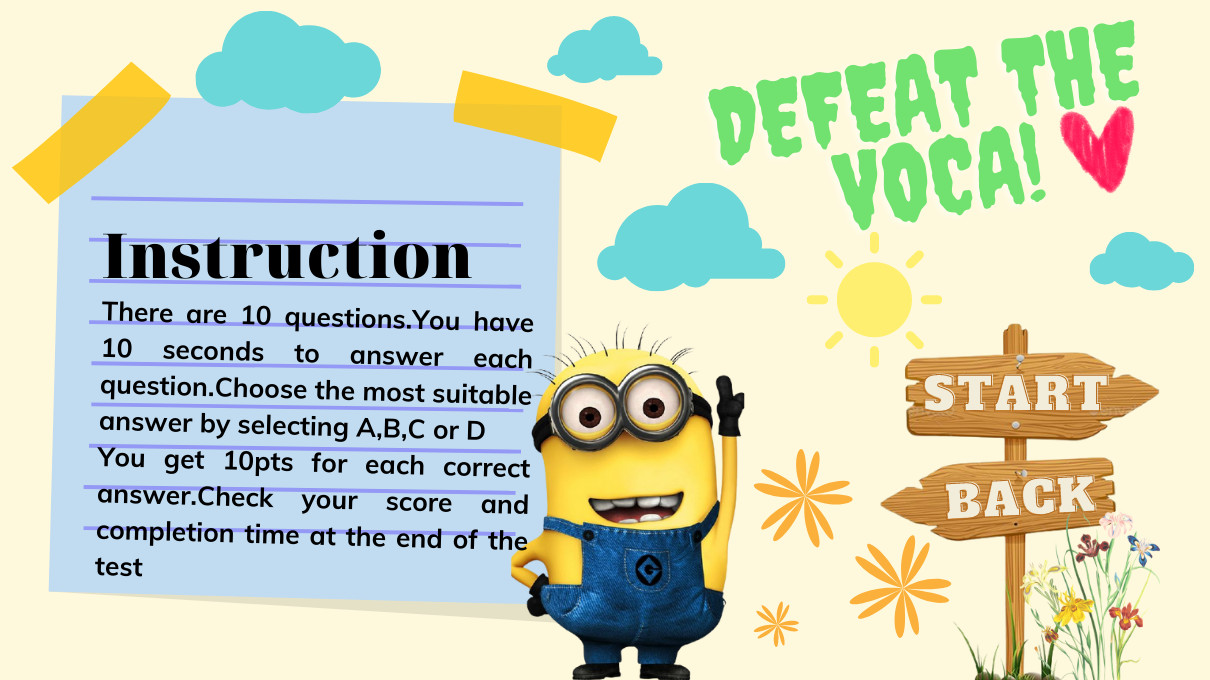 DEFEAT THE
VOCA!
Instruction
There are 10 questions.You have
10 seconds to answer each
question.Choose the most suitable
answer by selecting A,B,C or D
You get 10pts for each correct
answer.Check your score and
completion time at the end of the
test
START
BACK